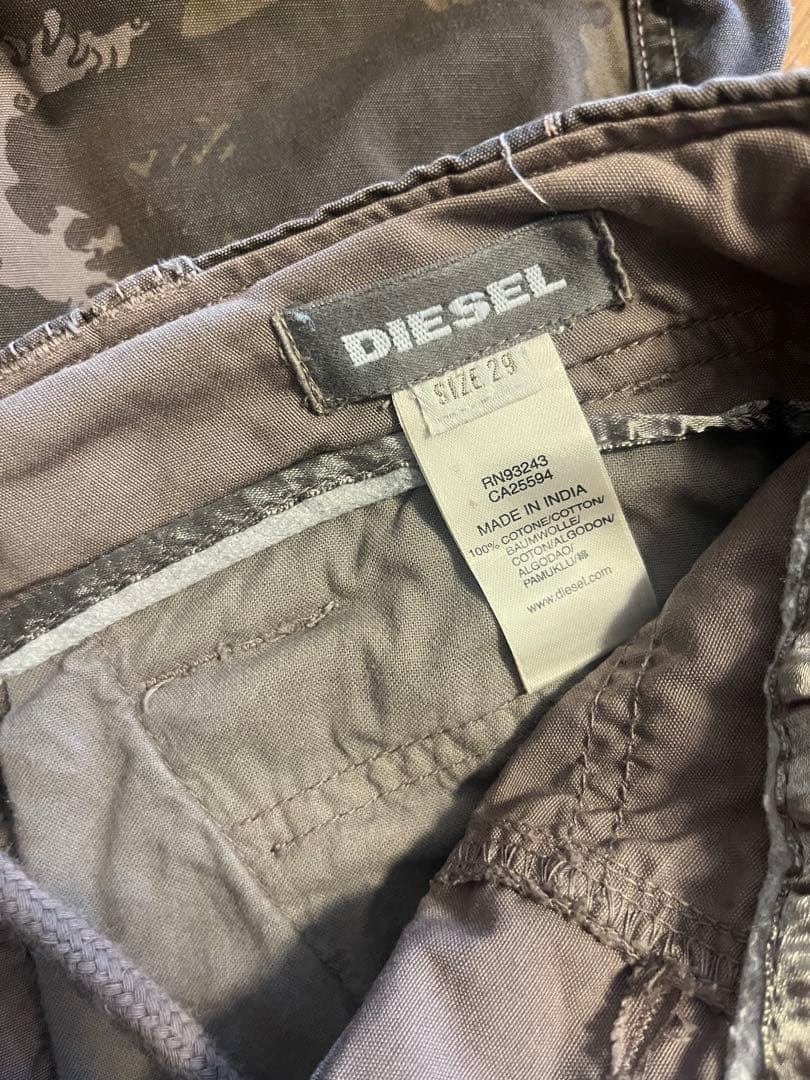 DIESEL
SIZE 29
RN93243
CA25594
MADE IN INDIA
100% COTONE/COTTON/
BAUMWOLLE/
COTON/ALGODON/
ALGODAO/
PAMUKLU/綿
www.diesel.com